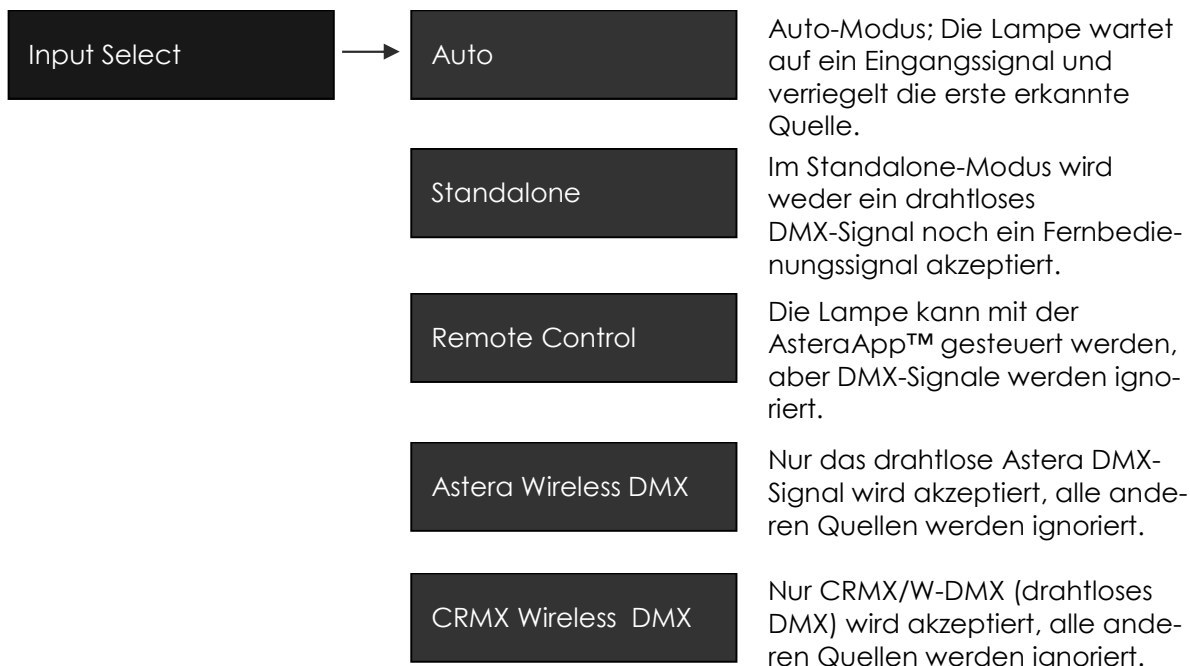 Input Select
Auto
Auto-Modus; Die Lampe wartet
auf ein Eingangssignal und
verriegelt die erste erkannte
Quelle.
Standalone
Im Standalone-Modus wird
weder ein drahtloses
DMX-Signal noch ein Fernbedie-
nungssignal akzeptiert.
Remote Control
Die Lampe kann mit der
AsteraApp™ gesteuert werden,
aber DMX-Signale werden igno-
riert.
Astera Wireless DMX
Nur das drahtlose Astera DMX-
Signal wird akzeptiert, alle ande-
ren Quellen werden ignoriert.
CRMX Wireless  DMX
Nur CRMX/W-DMX (drahtloses
DMX) wird akzeptiert, alle ande-
ren Quellen werden ignoriert.